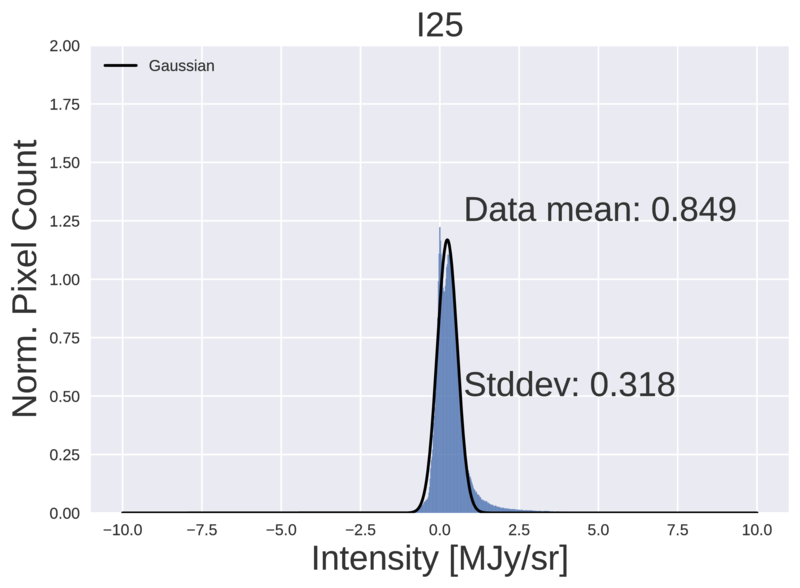 I25
2.00
Gaussian
1.75
1.50
1.25
Data mean: 0.849
1.00
0.75
Stddev: 0.318
0.50
0.25
0.00
−10.0 −7.5 −5.0 −2.5 0.0 2.5 5.0 7.5 10.0
Intensity [MJy/sr]
Norm. Pixel Count